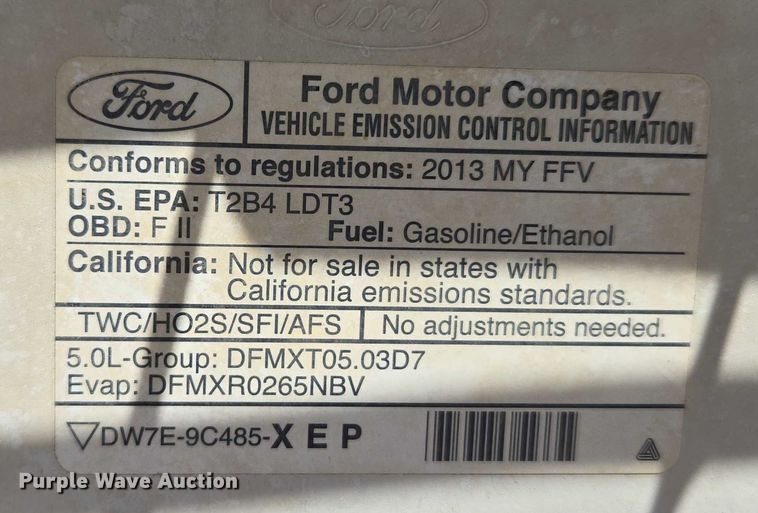 Ford
Ford
Ford Motor Company
VEHICLE EMISSION CONTROL INFORMATION
Conforms to regulations: 2013 MY FFV
U.S. EPA: T2B4 LDT3
OBD: F II Fuel: Gasoline/Ethanol
California: Not for sale in states with
California emissions standards.
TWC/HO2S/SFI/AFS No adjustments needed.
5.0L-Group: DFMXT05.03D7
Evap: DFMXR0265NBV
DW7E-9C485-XEP
Purple Wave Auction